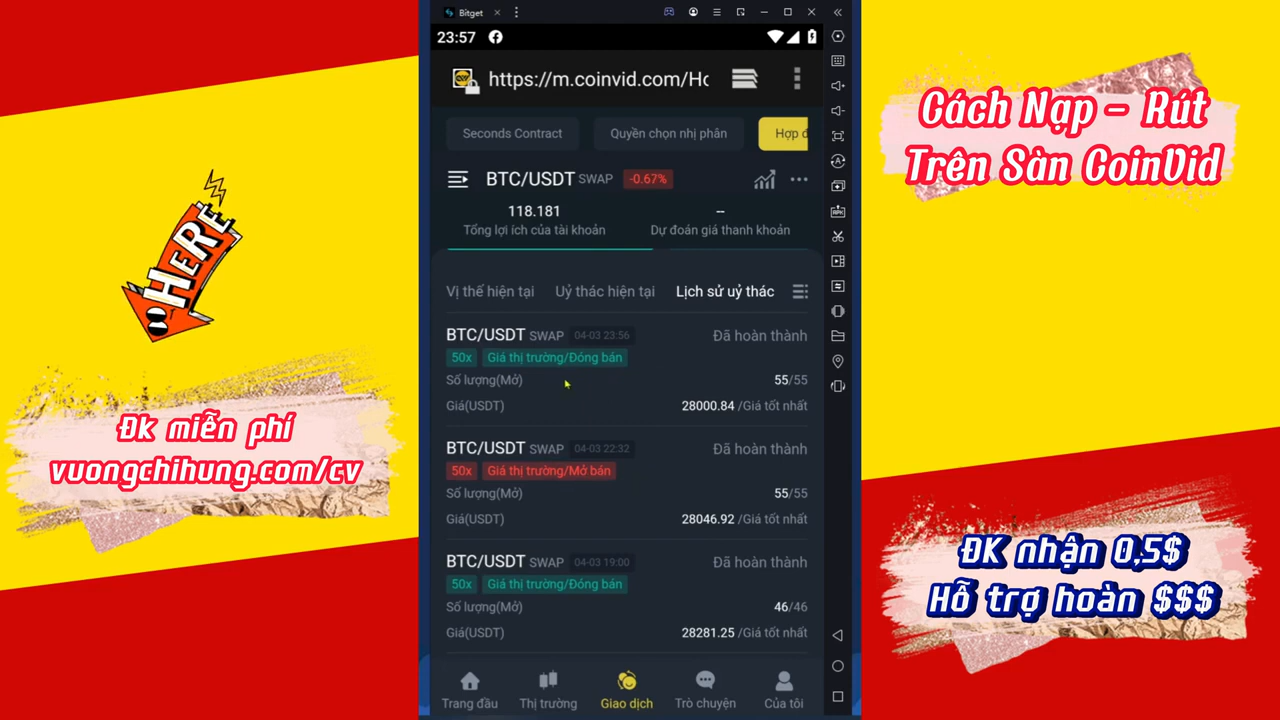 HERE
Đk miễn phí
vuongchihung.com/cv
Bitget
23:57
https://m.coinvid.com/Ho
Seconds Contract
Quyền chọn nhị phân
Hợp đ
BTC/USDT SWAP -0.67%
118.181
--
Tổng lợi ích của tài khoản
Dự đoán giá thanh khoản
Vị thế hiện tại
Uỷ thác hiện tại
Lịch sử uỷ thác
BTC/USDT SWAP 04-03 23:56 Đã hoàn thành
50x Giá thị trường/Đóng bán
Số lượng(Mở) 55/55
Giá(USDT) 28000.84 /Giá tốt nhất
BTC/USDT SWAP 04-03 22:32 Đã hoàn thành
50x Giá thị trường/Mở bán
Số lượng(Mở) 55/55
Giá(USDT) 28046.92 /Giá tốt nhất
BTC/USDT SWAP 04-03 19:00 Đã hoàn thành
50x Giá thị trường/Đóng bán
Số lượng(Mở) 46/46
Giá(USDT) 28281.25 /Giá tốt nhất
Trang đầu
Thị trường
Giao dịch
Trò chuyện
Của tôi
Cách Nạp - Rút
Trên Sàn CoinVid
ĐK nhận 0,5$
Hỗ trợ hoàn $$$